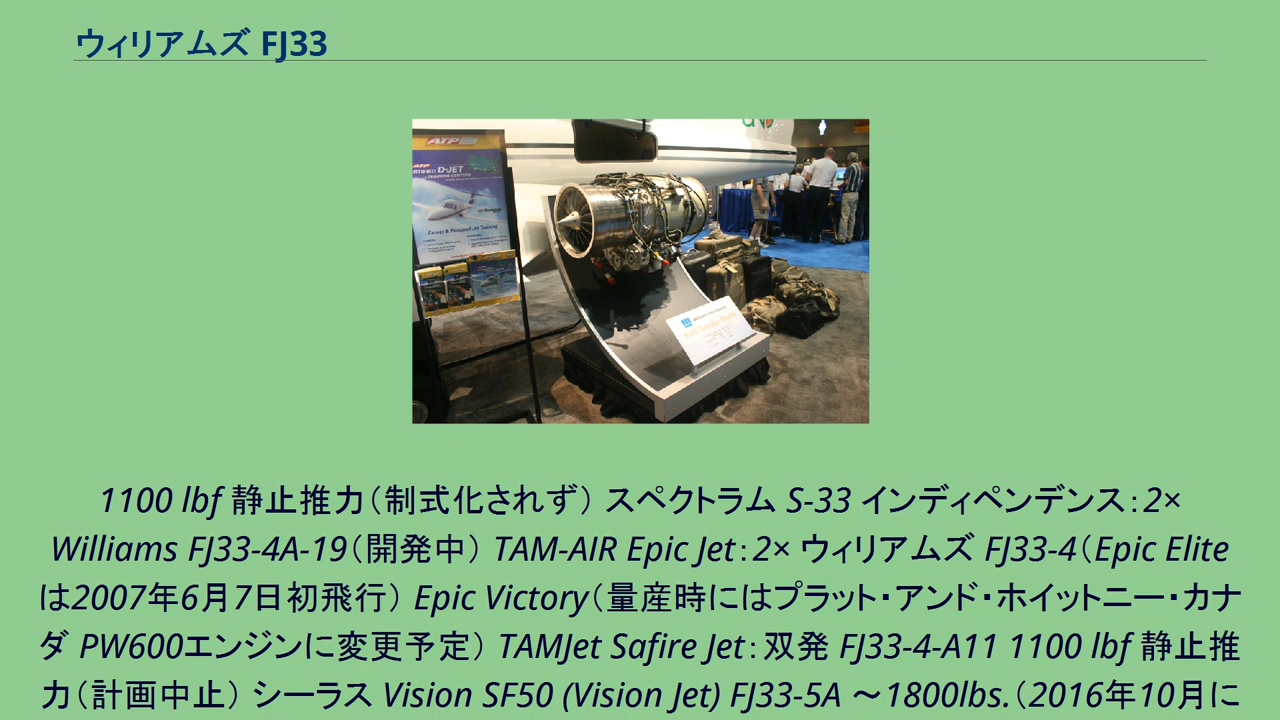 ウィリアムズ FJ33
ATP
D-JET
1100 lbf 静止推力（制式化されず） スペクトラム S-33 インディペンデンス：2×
Williams FJ33-4A-19（開発中） TAM-AIR Epic Jet：2× ウィリアムズ FJ33-4（Epic Elite
は2007年6月7日初飛行） Epic Victory（量産時にはプラット・アンド・ホイットニー・カナ
ダ PW600エンジンに変更予定） TAMJet Safire Jet：双発 FJ33-4-A11 1100 lbf 静止推
力（計画中止） シーラス Vision SF50 (Vision Jet) FJ33-5A ～1800lbs.（2016年10月に